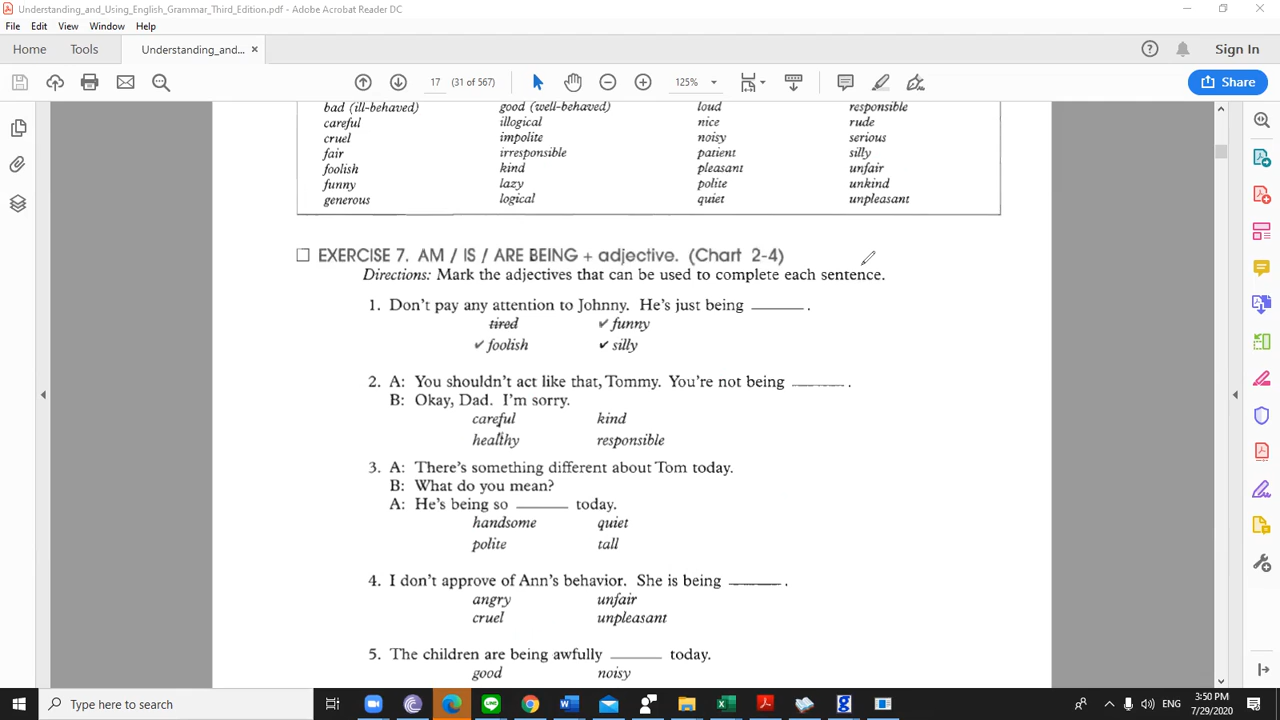 Understanding_and_Using_English_Grammar_Third_Edition.pdf - Adobe Acrobat Reader DC
File Edit View Window Help
Home Tools Understanding_and... × Sign In
17 (31 of 567) 125% Share
bad (ill-behaved) good (well-behaved) loud responsible
careful illogical nice rude
cruel impolite noisy serious
fair irresponsible patient silly
foolish kind pleasant unfair
funny lazy polite unkind
generous logical quiet unpleasant
☐ EXERCISE 7. AM / IS / ARE BEING + adjective. (Chart 2-4)
Directions: Mark the adjectives that can be used to complete each sentence.
1. Don't pay any attention to Johnny. He's just being ______ .
tired ✔ funny
✔ foolish ✔ silly
2. A: You shouldn't act like that, Tommy. You're not being ______ .
B: Okay, Dad. I'm sorry.
careful kind
healthy responsible
3. A: There's something different about Tom today.
B: What do you mean?
A: He's being so ______ today.
handsome quiet
polite tall
4. I don't approve of Ann's behavior. She is being ______ .
angry unfair
cruel unpleasant
5. The children are being awfully ______ today.
good noisy
Type here to search
3:50 PM
7/29/2020